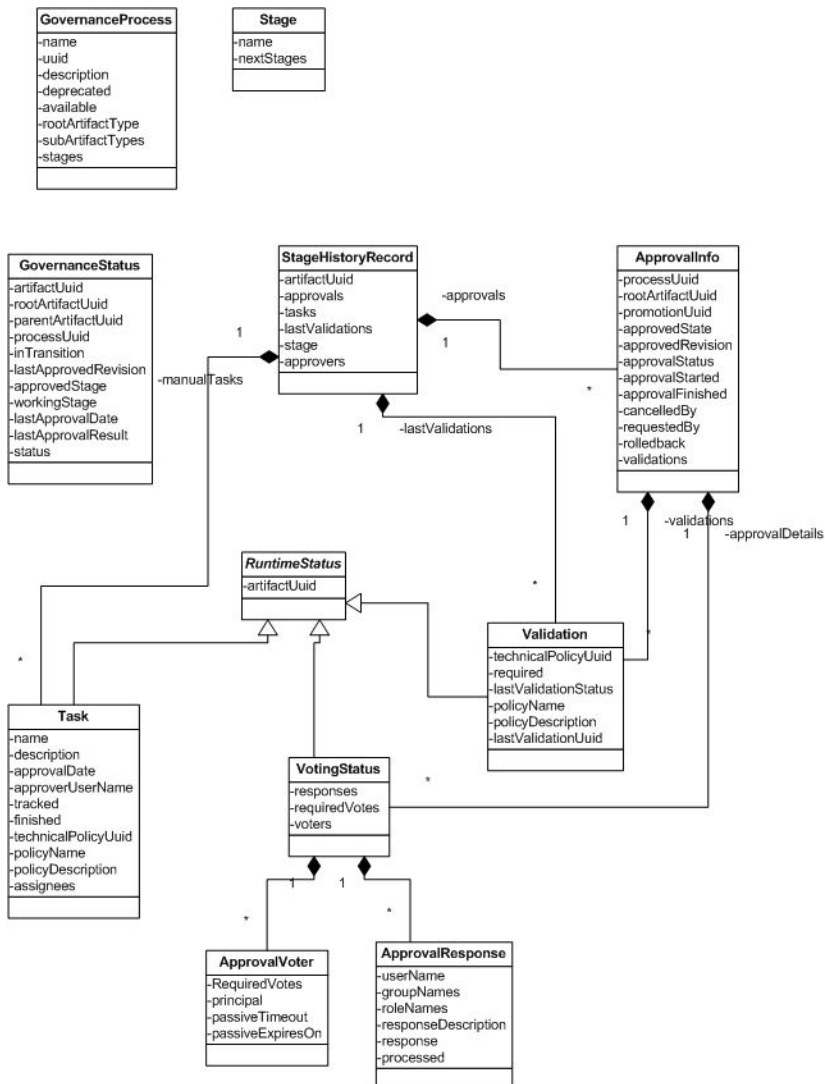 GovernanceProcess
-name
-uuid
-description
-deprecated
-available
-rootArtifactType
-subArtifactTypes
-stages
Stage
-name
-nextStages
GovernanceStatus
-artifactUuid
-rootArtifactUuid
-parentArtifactUuid
-processUuid
-inTransition
-lastApprovedRevision
-approvedStage
-workingStage
-lastApprovalDate
-lastApprovalResult
-status
StageHistoryRecord
-artifactUuid
-approvals
-tasks
-lastValidations
-stage
-approvers
ApprovalInfo
-processUuid
-rootArtifactUuid
-promotionUuid
-approvedState
-approvedRevision
-approvalStatus
-approvalStarted
-approvalFinished
-cancelledBy
-requestedBy
-rolledback
-validations
-approvals
1
*
1
-manualTasks
*
1
-lastValidations
*
1
-validations
*
1
-approvalDetails
*
RuntimeStatus
-artifactUuid
Validation
-technicalPolicyUuid
-required
-lastValidationStatus
-policyName
-policyDescription
-lastValidationUuid
Task
-name
-description
-approvalDate
-approverUserName
-tracked
-finished
-technicalPolicyUuid
-policyName
-policyDescription
-assignees
VotingStatus
-responses
-requiredVotes
-voters
1
*
1
*
ApprovalVoter
-RequiredVotes
-principal
-passiveTimeout
-passiveExpiresOn
ApprovalResponse
-userName
-groupNames
-roleNames
-responseDescription
-response
-processed